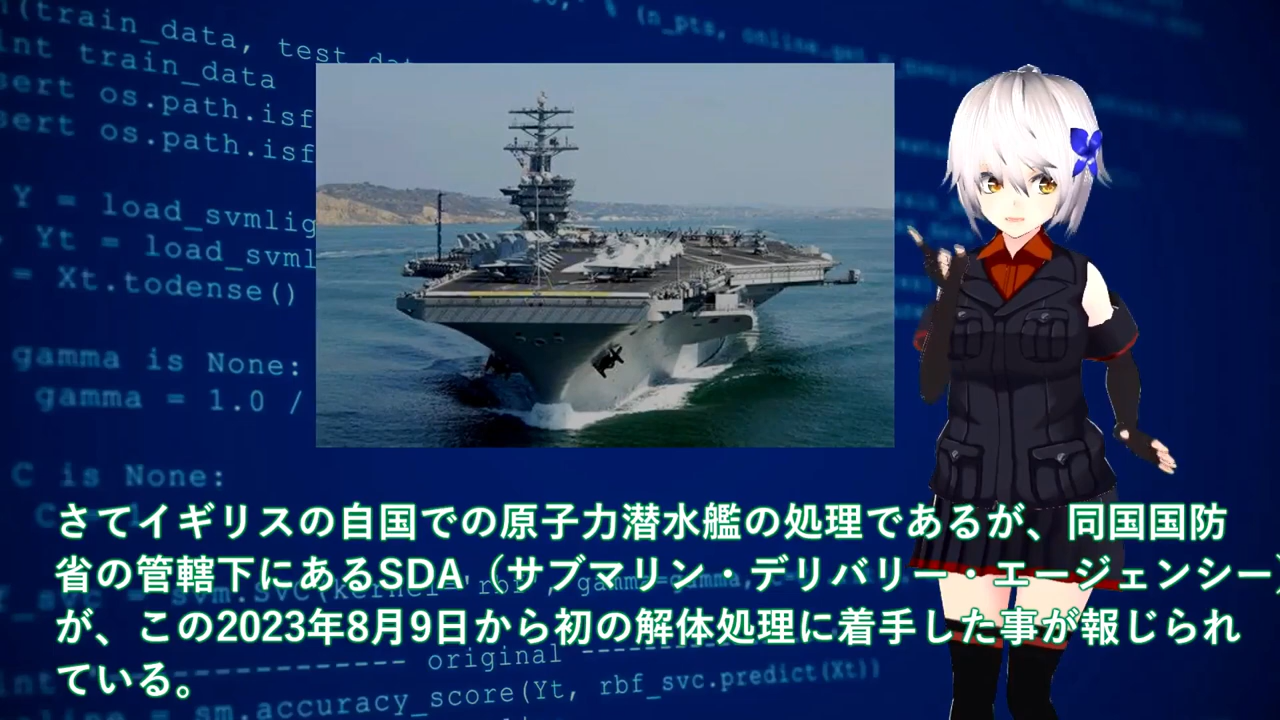 (train_data, test_dat
int train_data
sert os.path.isf
sert os.path.isf
Y = load_svmlig
Yt = load_svml
= Xt.todense()
gamma is None:
gamma = 1.0 /
C is None:
さてイギリスの自国での原子力潜水艦の処理であるが、同国国防
省の管轄下にあるSDA（サブマリン・デリバリー・エージェンシー）
が、この2023年8月9日から初の解体処理に着手した事が報じられ
ている。
original
sm.accuracy_score(Yt, rbf_svc.predict(Xt))